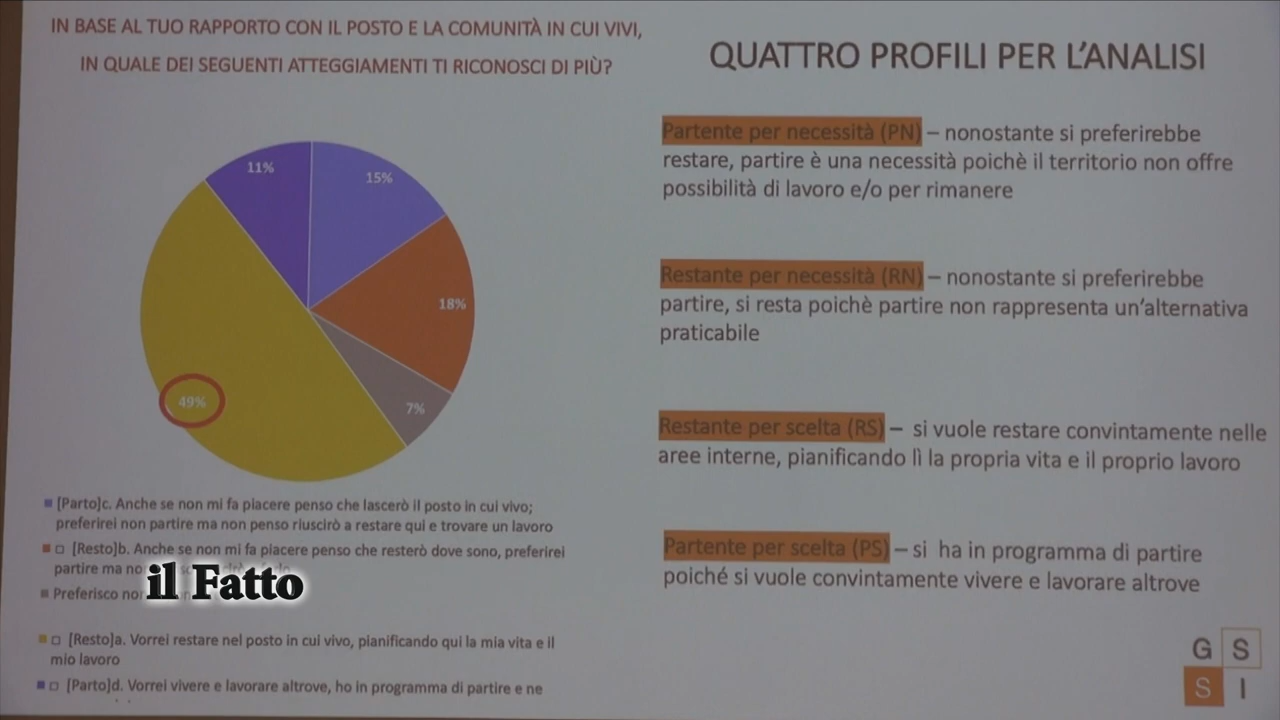 IN BASE AL TUO RAPPORTO CON IL POSTO E LA COMUNITÀ IN CUI VIVI,
IN QUALE DEI SEGUENTI ATTEGGIAMENTI TI RICONOSCI DI PIÙ?
11%
15%
18%
7%
49%
[Parto]c. Anche se non mi fa piacere penso che lascerò il posto in cui vivo;
preferirei non partire ma non penso riuscirò a restare qui e trovare un lavoro
[Resto]b. Anche se non mi fa piacere penso che resterò dove sono, preferirei
partire ma
Preferisco
il Fatto
[Resto]a. Vorrei restare nel posto in cui vivo, pianificando qui la mia vita e il
mio lavoro
[Parto]d. Vorrei vivere e lavorare altrove, ho in programma di partire e ne
QUATTRO PROFILI PER L'ANALISI
Partente per necessità (PN) – nonostante si preferirebbe
restare, partire è una necessità poichè il territorio non offre
possibilità di lavoro e/o per rimanere
Restante per necessità (RN) – nonostante si preferirebbe
partire, si resta poichè partire non rappresenta un'alternativa
praticabile
Restante per scelta (RS) – si vuole restare convintamente nelle
aree interne, pianificando lì la propria vita e il proprio lavoro
Partente per scelta (PS) – si ha in programma di partire
poiché si vuole convintamente vivere e lavorare altrove
G S
S I